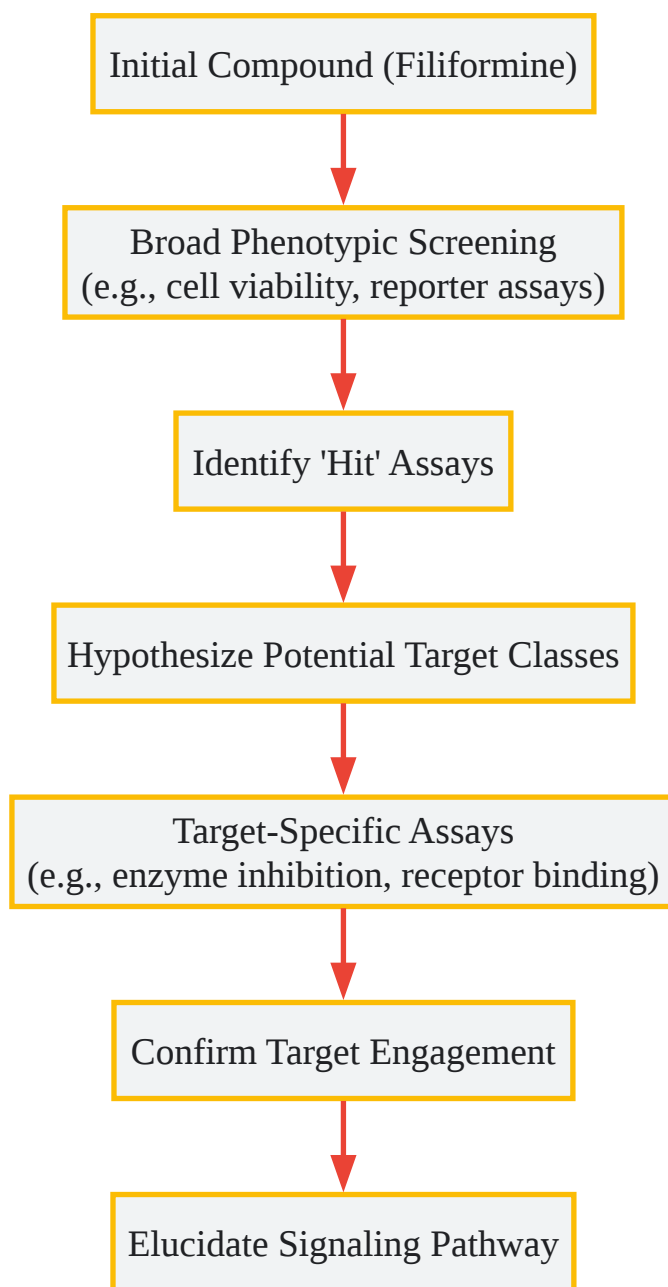 Initial Compound (Filiformine)
Broad Phenotypic Screening
(e.g., cell viability, reporter assays)
Identify 'Hit' Assays
Hypothesize Potential Target Classes
Target-Specific Assays
(e.g., enzyme inhibition, receptor binding)
Confirm Target Engagement
Elucidate Signaling Pathway